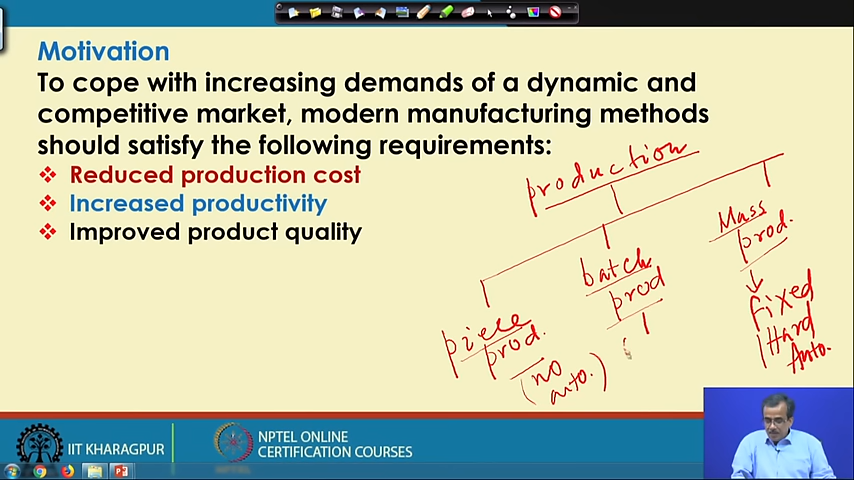 Motivation
To cope with increasing demands of a dynamic and
competitive market, modern manufacturing methods
should satisfy the following requirements:
❖ Reduced production cost
❖ Increased productivity
❖ Improved product quality
production
piece
prod.
(no
auto.)
batch
prod
Mass
prod.
fixed
/Hard
Auto.
IIT KHARAGPUR
NPTEL ONLINE
CERTIFICATION COURSES